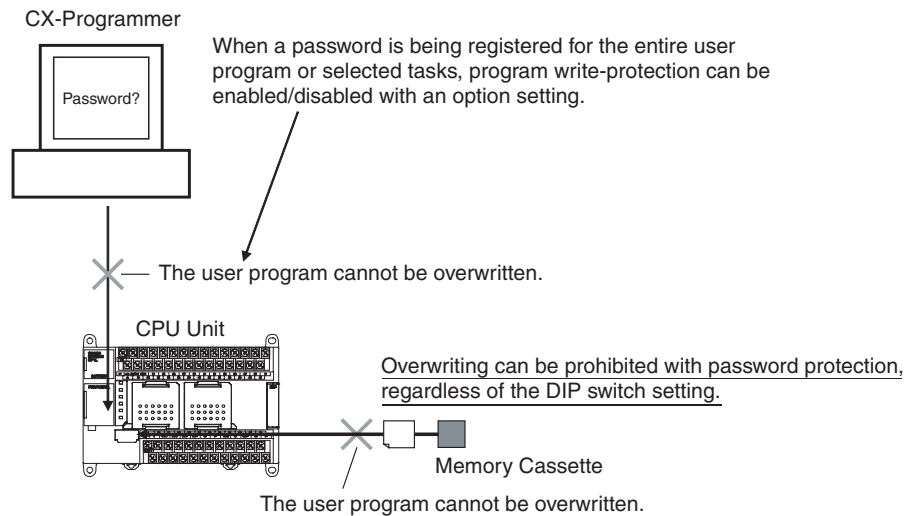 CX-Programmer
When a password is being registered for the entire user
program or selected tasks, program write-protection can be
enabled/disabled with an option setting.
Password?
The user program cannot be overwritten.
CPU Unit
Overwriting can be prohibited with password protection,
regardless of the DIP switch setting.
Memory Cassette
The user program cannot be overwritten.